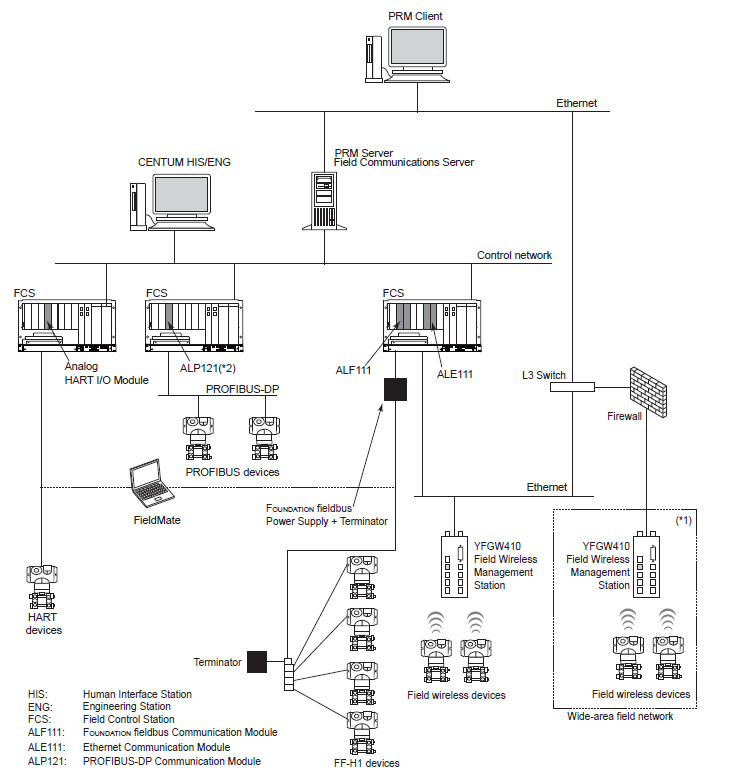 PRM Client
Ethernet
PRM Server
Field Communications Server
CENTUM HIS/ENG
Control network
FCS
FCS
FCS
Analog
HART I/O Module
ALP121(*2)
ALF111
ALE111
PROFIBUS-DP
L3 Switch
Firewall
PROFIBUS devices
FieldMate
FOUNDATION fieldbus
Power Supply + Terminator
Ethernet
(*1)
YFGW410
Field Wireless
Management
Station
YFGW410
Field Wireless
Management
Station
HART
devices
Terminator
Field wireless devices
Field wireless devices
Wide-area field network
FF-H1 devices
HIS: Human Interface Station
ENG: Engineering Station
FCS: Field Control Station
ALF111: FOUNDATION fieldbus Communication Module
ALE111: Ethernet Communication Module
ALP121: PROFIBUS-DP Communication Module